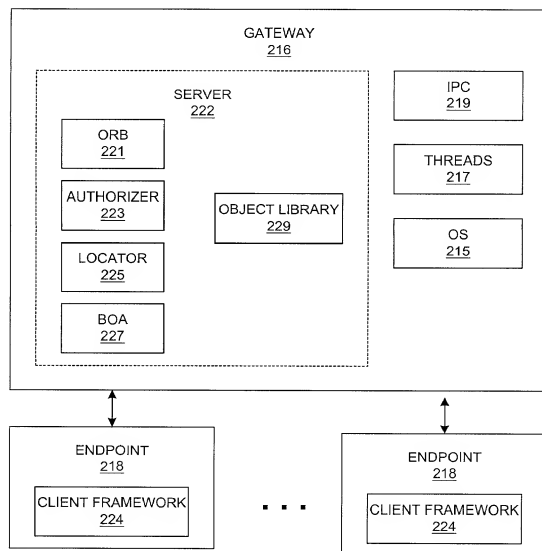 GATEWAY
216
SERVER
222
ORB
221
AUTHORIZER
223
LOCATOR
225
BOA
227
OBJECT LIBRARY
229
IPC
219
THREADS
217
OS
215
ENDPOINT
218
CLIENT FRAMEWORK
224
ENDPOINT
218
CLIENT FRAMEWORK
224